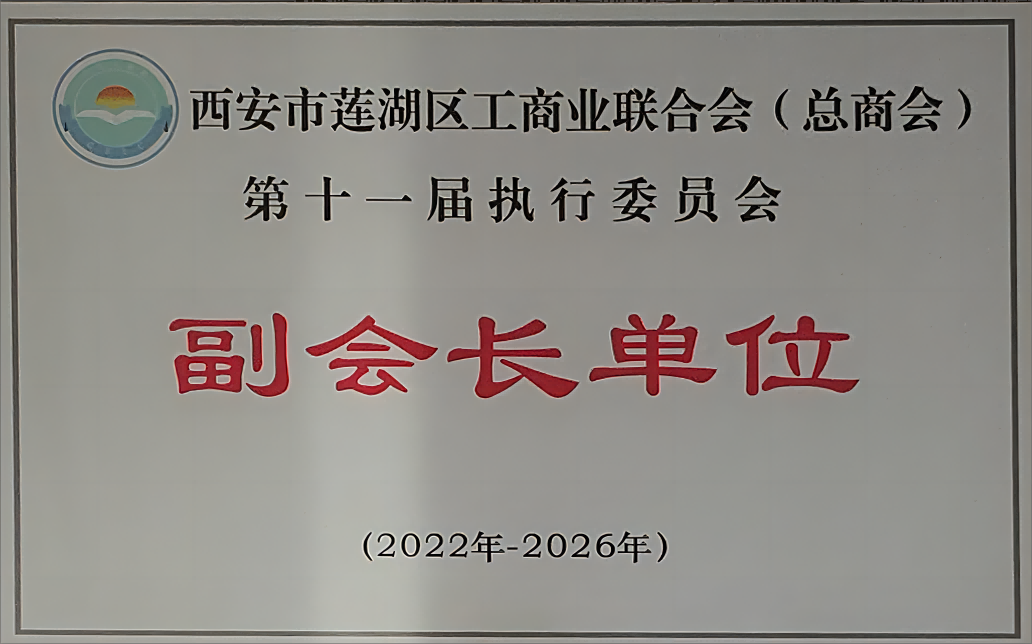 西安市莲湖区工商业联合会（总商会）
第十一届执行委员会
副会长单位
(2022年-2026年)